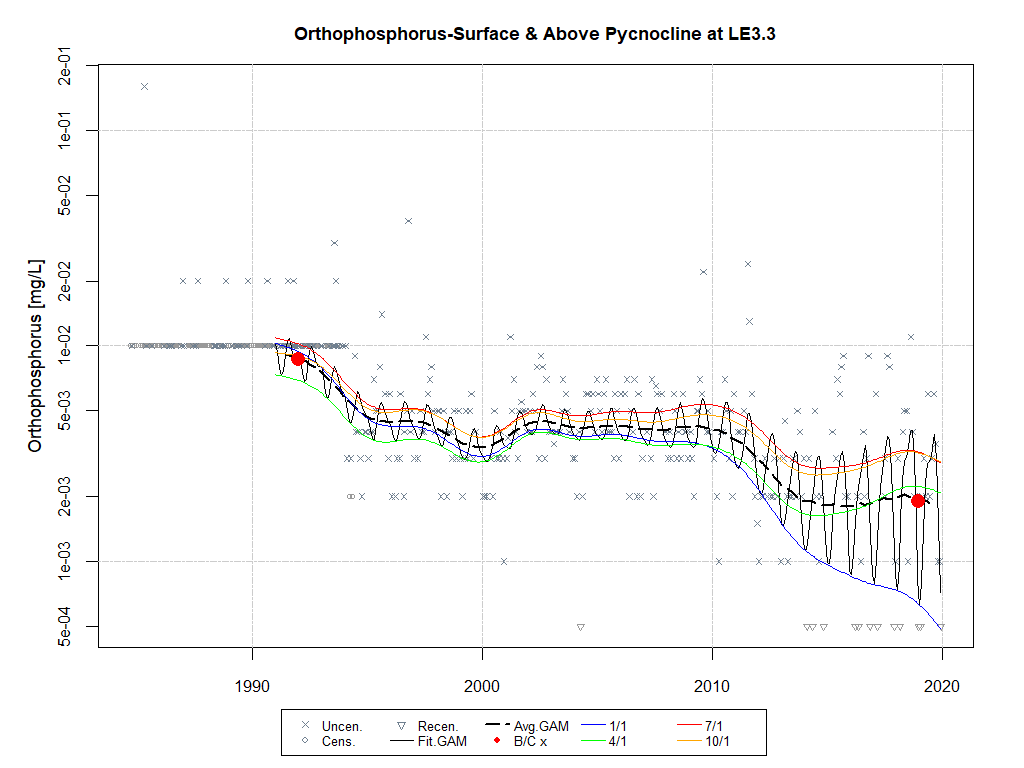 Orthophosphorus-Surface & Above Pycnocline at LE3.3
Orthophosphorus [mg/L]
2e-01
1e-01
5e-02
2e-02
1e-02
5e-03
2e-03
1e-03
5e-04
1990 2000 2010 2020
Uncen. Recen. Avg.GAM 1/1 7/1
Cens. Fit.GAM B/C x 4/1 10/1